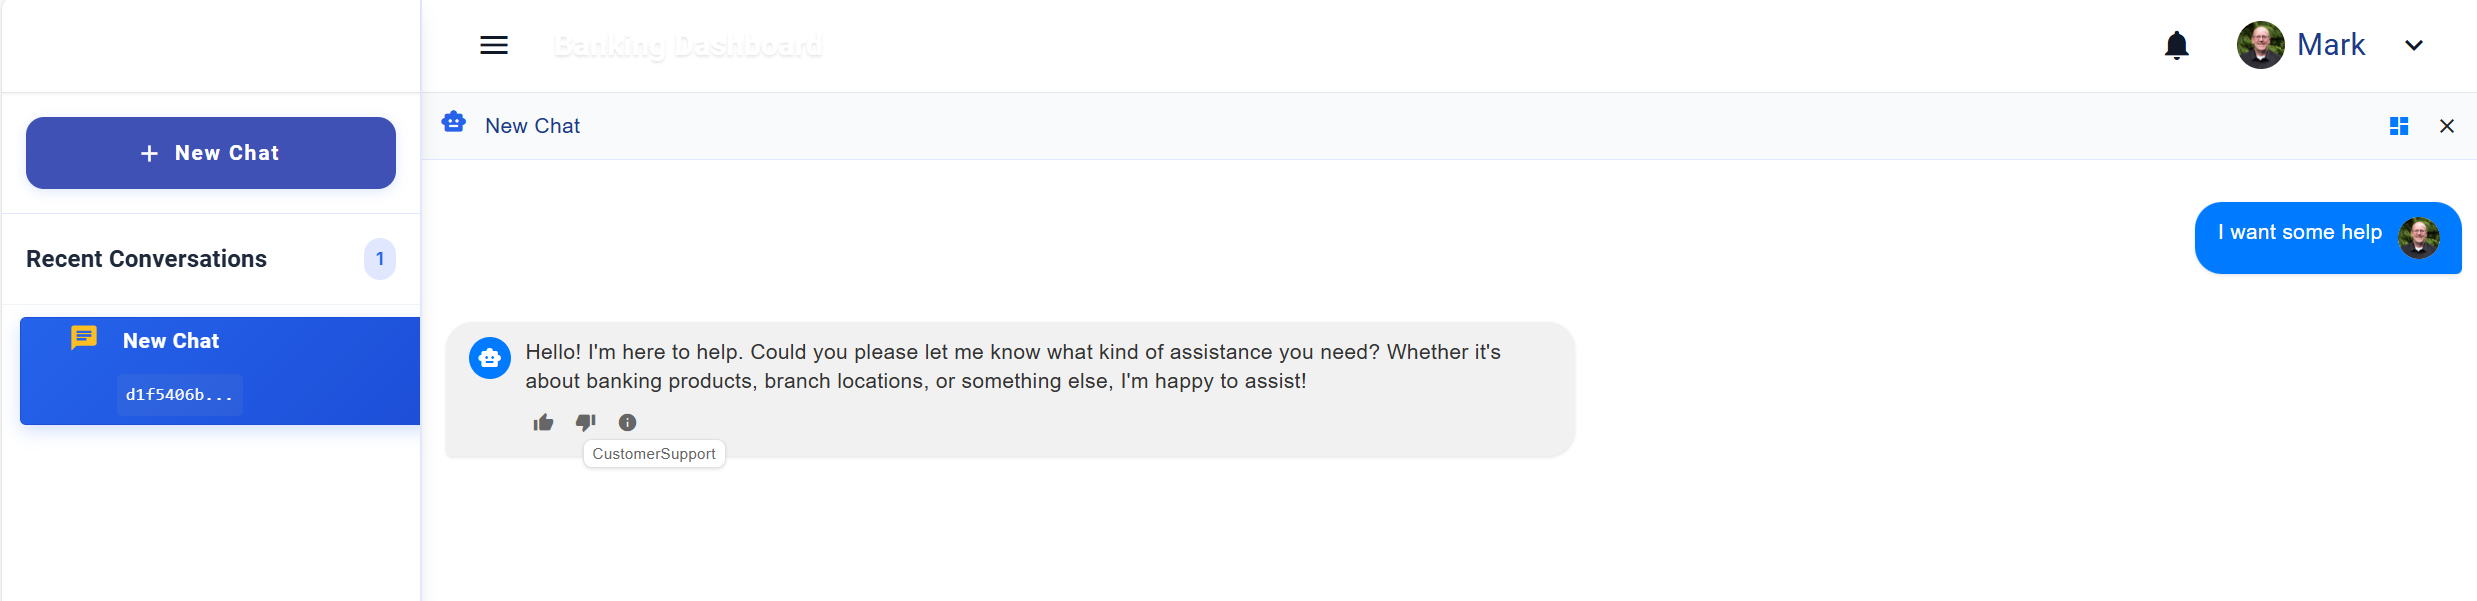 Banking Dashboard
Mark
+ New Chat
New Chat
Recent Conversations
1
New Chat
d1f5406b...
I want some help
Hello! I'm here to help. Could you please let me know what kind of assistance you need? Whether it's
about banking products, branch locations, or something else, I'm happy to assist!
CustomerSupport